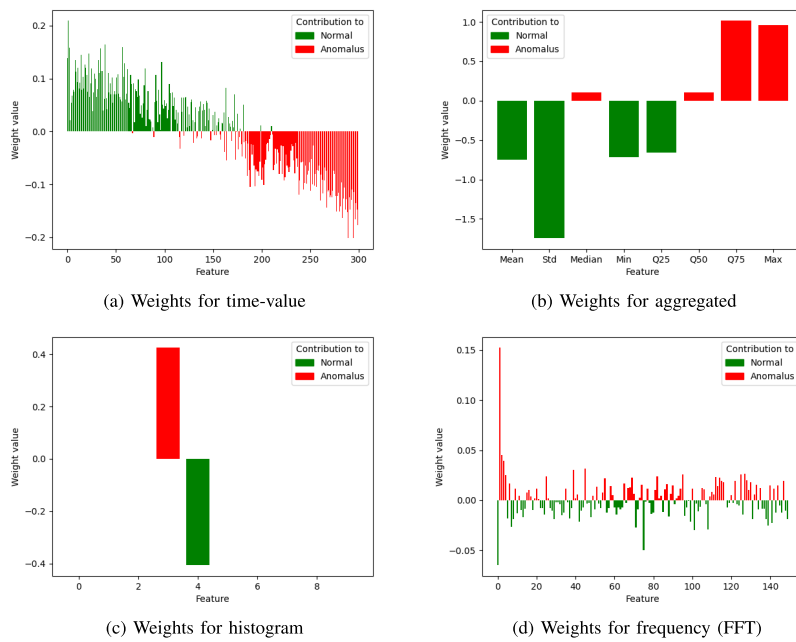 Contribution to
Normal
Anomalus
0.2
0.1
0.0
−0.1
−0.2
Weight value
0 50 100 150 200 250 300
Feature
(a) Weights for time-value
Contribution to
Normal
Anomalus
1.0
0.5
0.0
−0.5
−1.0
−1.5
Weight value
Mean Std Median Min Q25 Q50 Q75 Max
Feature
(b) Weights for aggregated
Contribution to
Normal
Anomalus
0.4
0.2
0.0
−0.2
−0.4
Weight value
0 2 4 6 8
Feature
(c) Weights for histogram
Contribution to
Normal
Anomalus
0.15
0.10
0.05
0.00
−0.05
Weight value
0 20 40 60 80 100 120 140
Feature
(d) Weights for frequency (FFT)